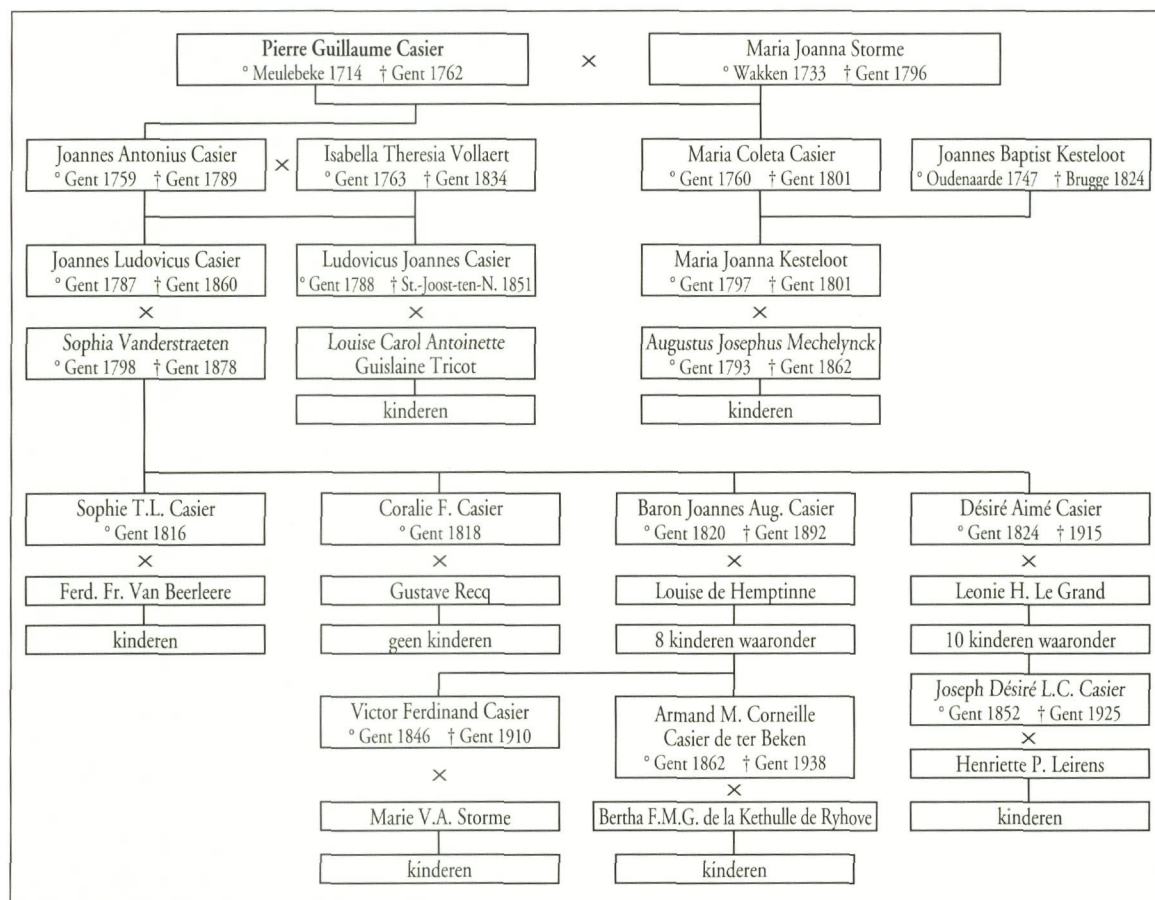 Pierre Guillaume Casier
° Meulebeke 1714 † Gent 1762
×
Maria Joanna Storme
° Wakken 1733 † Gent 1796
Joannes Antonius Casier
° Gent 1759 † Gent 1789
×
Isabella Theresia Vollaert
° Gent 1763 † Gent 1834
Maria Coleta Casier
° Gent 1760 † Gent 1801
Joannes Baptist Kesteloot
° Oudenaarde 1747 † Brugge 1824
Joannes Ludovicus Casier
° Gent 1787 † Gent 1860
×
Sophia Vanderstraeten
° Gent 1798 † Gent 1878
Ludovicus Joannes Casier
° Gent 1788 † St.-Joost-ten-N. 1851
×
Louise Carol Antoinette
Guislaine Tricot
kinderen
Maria Joanna Kesteloot
° Gent 1797 † Gent 1801
×
Augustus Josephus Mechelynck
° Gent 1793 † Gent 1862
kinderen
Sophie T.L. Casier
° Gent 1816
×
Ferd. Fr. Van Beerleere
kinderen
Coralie F. Casier
° Gent 1818
×
Gustave Recq
geen kinderen
Baron Joannes Aug. Casier
° Gent 1820 † Gent 1892
×
Louise de Hemptinne
8 kinderen waaronder
Désiré Aimé Casier
° Gent 1824 † 1915
×
Leonie H. Le Grand
10 kinderen waaronder
Victor Ferdinand Casier
° Gent 1846 † Gent 1910
×
Marie V.A. Storme
kinderen
Armand M. Corneille
Casier de ter Beken
° Gent 1862 † Gent 1938
×
Bertha F.M.G. de la Kethulle de Ryhove
kinderen
Joseph Désiré L.C. Casier
° Gent 1852 † Gent 1925
×
Henriette P. Leirens
kinderen